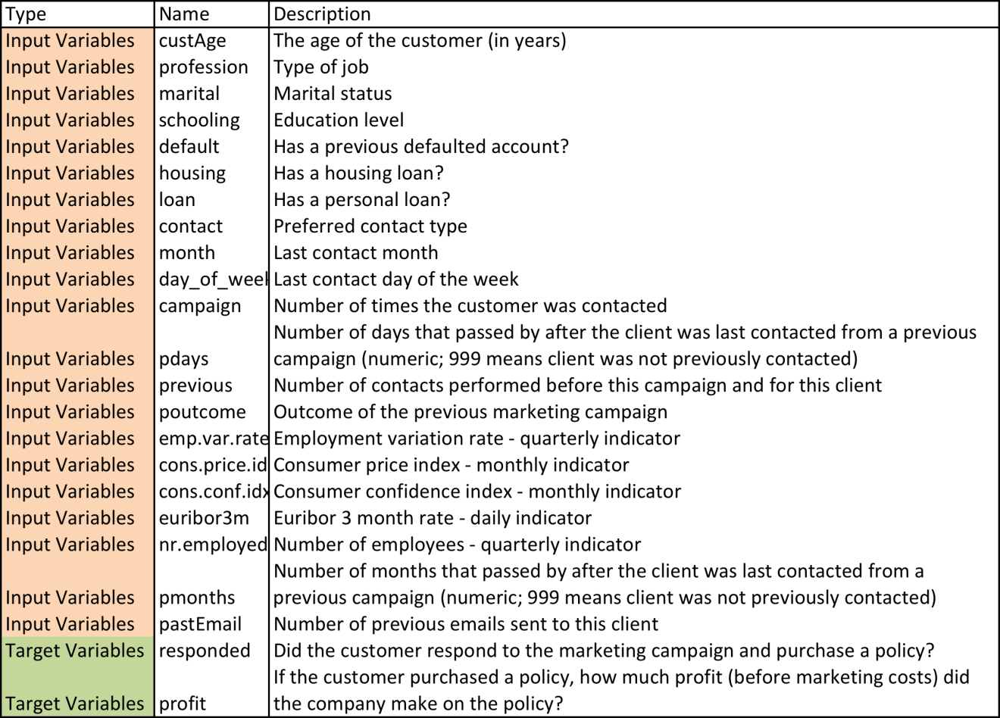 Type Name Description
Input Variables custAge The age of the customer (in years)
Input Variables profession Type of job
Input Variables marital Marital status
Input Variables schooling Education level
Input Variables default Has a previous defaulted account?
Input Variables housing Has a housing loan?
Input Variables loan Has a personal loan?
Input Variables contact Preferred contact type
Input Variables month Last contact month
Input Variables day_of_week Last contact day of the week
Input Variables campaign Number of times the customer was contacted
Number of days that passed by after the client was last contacted from a previous
Input Variables pdays campaign (numeric; 999 means client was not previously contacted)
Input Variables previous Number of contacts performed before this campaign and for this client
Input Variables poutcome Outcome of the previous marketing campaign
Input Variables emp.var.rate Employment variation rate - quarterly indicator
Input Variables cons.price.id Consumer price index - monthly indicator
Input Variables cons.conf.idx Consumer confidence index - monthly indicator
Input Variables euribor3m Euribor 3 month rate - daily indicator
Input Variables nr.employed Number of employees - quarterly indicator
Number of months that passed by after the client was last contacted from a
Input Variables pmonths previous campaign (numeric; 999 means client was not previously contacted)
Input Variables pastEmail Number of previous emails sent to this client
Target Variables responded Did the customer respond to the marketing campaign and purchase a policy?
If the customer purchased a policy, how much profit (before marketing costs) did
Target Variables profit the company make on the policy?